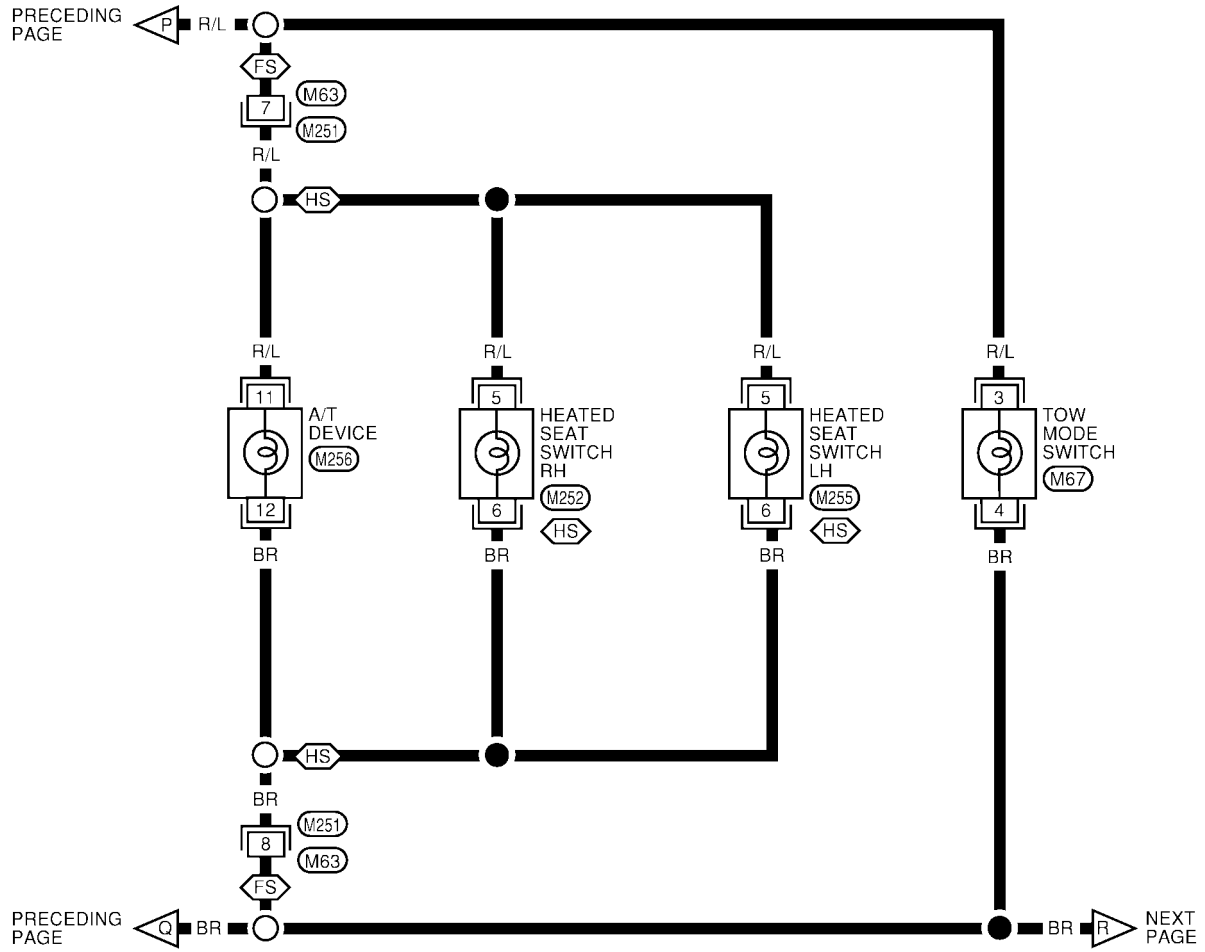 PRECEDING
PAGE
P
R/L
FS
7
M63
M251
R/L
HS
R/L
R/L
R/L
R/L
11
5
5
3
A/T
DEVICE
M256
12
HEATED
SEAT
SWITCH
RH
M252
6
HS
HEATED
SEAT
SWITCH
LH
M255
6
HS
TOW
MODE
SWITCH
M67
4
BR
BR
BR
BR
HS
BR
M251
8
M63
FS
PRECEDING
PAGE
Q
BR
BR
R
NEXT
PAGE